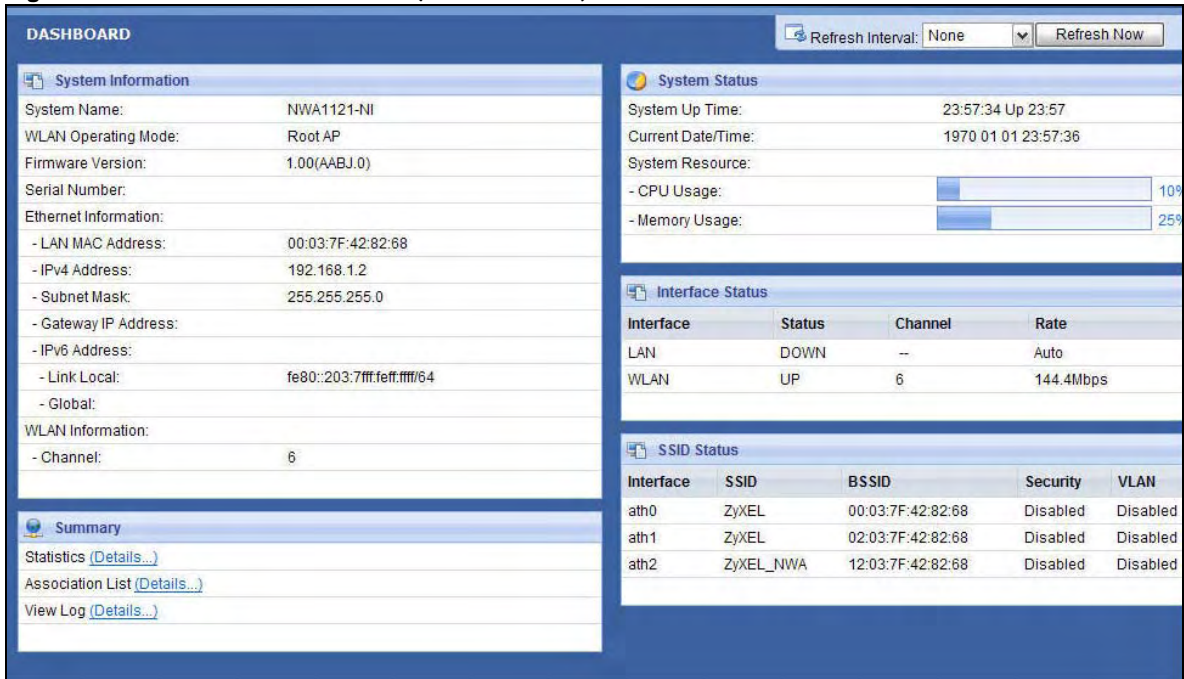 DASHBOARD
Refresh Interval: None Refresh Now
System Information
System Name: NWA1121-NI
WLAN Operating Mode: Root AP
Firmware Version: 1.00(AABJ.0)
Serial Number:
Ethernet Information:
- LAN MAC Address: 00:03:7F:42:82:68
- IPv4 Address: 192.168.1.2
- Subnet Mask: 255.255.255.0
- Gateway IP Address:
- IPv6 Address:
- Link Local: fe80::203:7fff:feff:ffff/64
- Global:
WLAN Information:
- Channel: 6
Summary
Statistics (Details...)
Association List (Details...)
View Log (Details...)
System Status
System Up Time: 23:57:34 Up 23:57
Current Date/Time: 1970 01 01 23:57:36
System Resource:
- CPU Usage: 10%
- Memory Usage: 25%
Interface Status
Interface Status Channel Rate
LAN DOWN -- Auto
WLAN UP 6 144.4Mbps
SSID Status
Interface SSID BSSID Security VLAN
ath0 ZyXEL 00:03:7F:42:82:68 Disabled Disabled
ath1 ZyXEL 02:03:7F:42:82:68 Disabled Disabled
ath2 ZyXEL_NWA 12:03:7F:42:82:68 Disabled Disabled